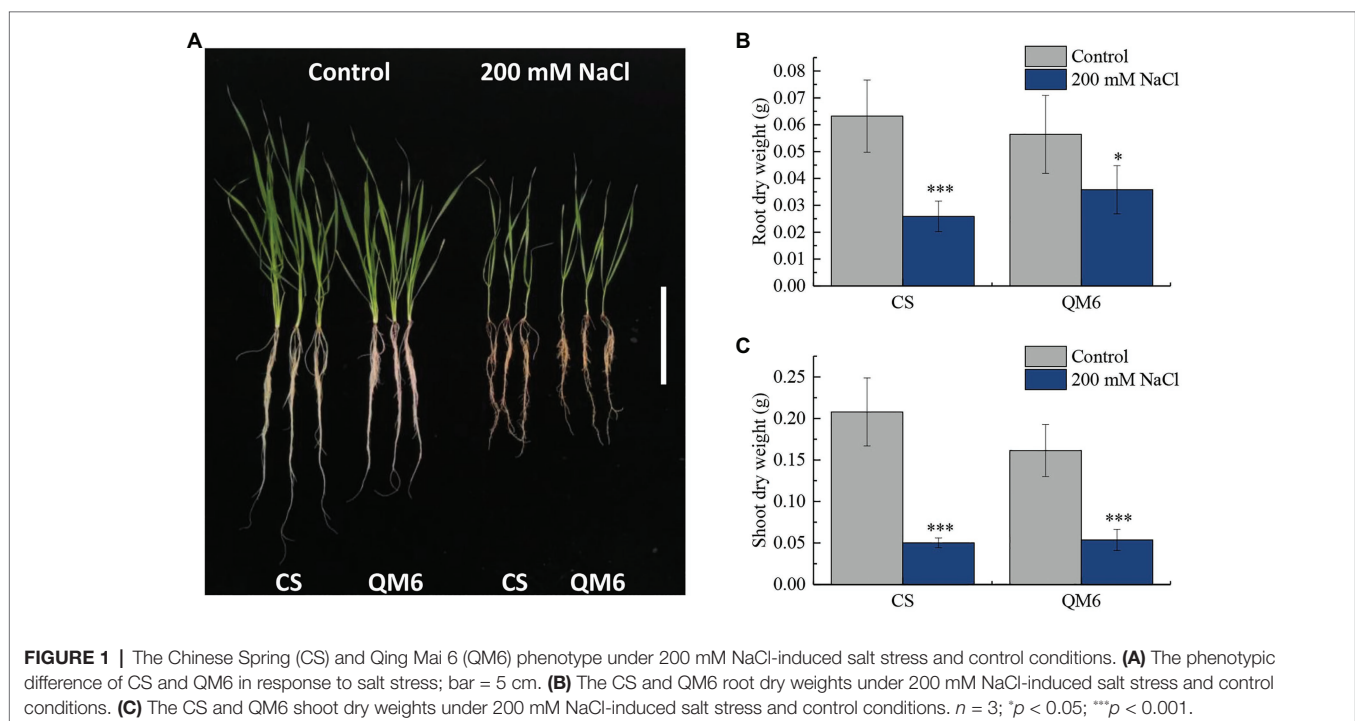 A
Control 200 mM NaCl
CS QM6 CS QM6
B
Control
200 mM NaCl
Root dry weight (g)
0.08
0.07
0.06
0.05
0.04
0.03
0.02
0.01
0.00
***
*
CS QM6
C
Control
200 mM NaCl
Shoot dry weight (g)
0.25
0.20
0.15
0.10
0.05
0.00
***
***
CS QM6
FIGURE 1 | The Chinese Spring (CS) and Qing Mai 6 (QM6) phenotype under 200 mM NaCl-induced salt stress and control conditions. (A) The phenotypic
difference of CS and QM6 in response to salt stress; bar = 5 cm. (B) The CS and QM6 root dry weights under 200 mM NaCl-induced salt stress and control
conditions. (C) The CS and QM6 shoot dry weights under 200 mM NaCl-induced salt stress and control conditions. n = 3; *p < 0.05; ***p < 0.001.